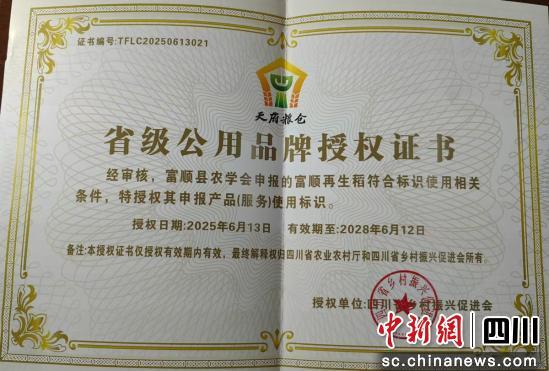 证书编号:TFLC20250613021
天府粮仓
省级公用品牌授权证书
经审核，富顺县农学会申报的富顺再生稻符合标识使用相关
条件，特授权其申报产品(服务)使用标识。
授权日期:2025年6月13日 有效期至:2028年6月12日
备注:本授权证书仅授权有效期内有效，最终解释权归四川省农业农村厅和四川省乡村振兴促进会所有。
授权单位:四川省乡村振兴促进会
中新網 四川
sc.chinanews.com